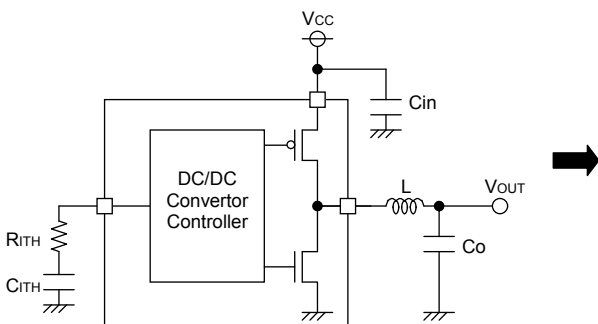 VCC
Cin
DC/DC
Convertor
Controller
L
VOUT
RITH
Co
CITH